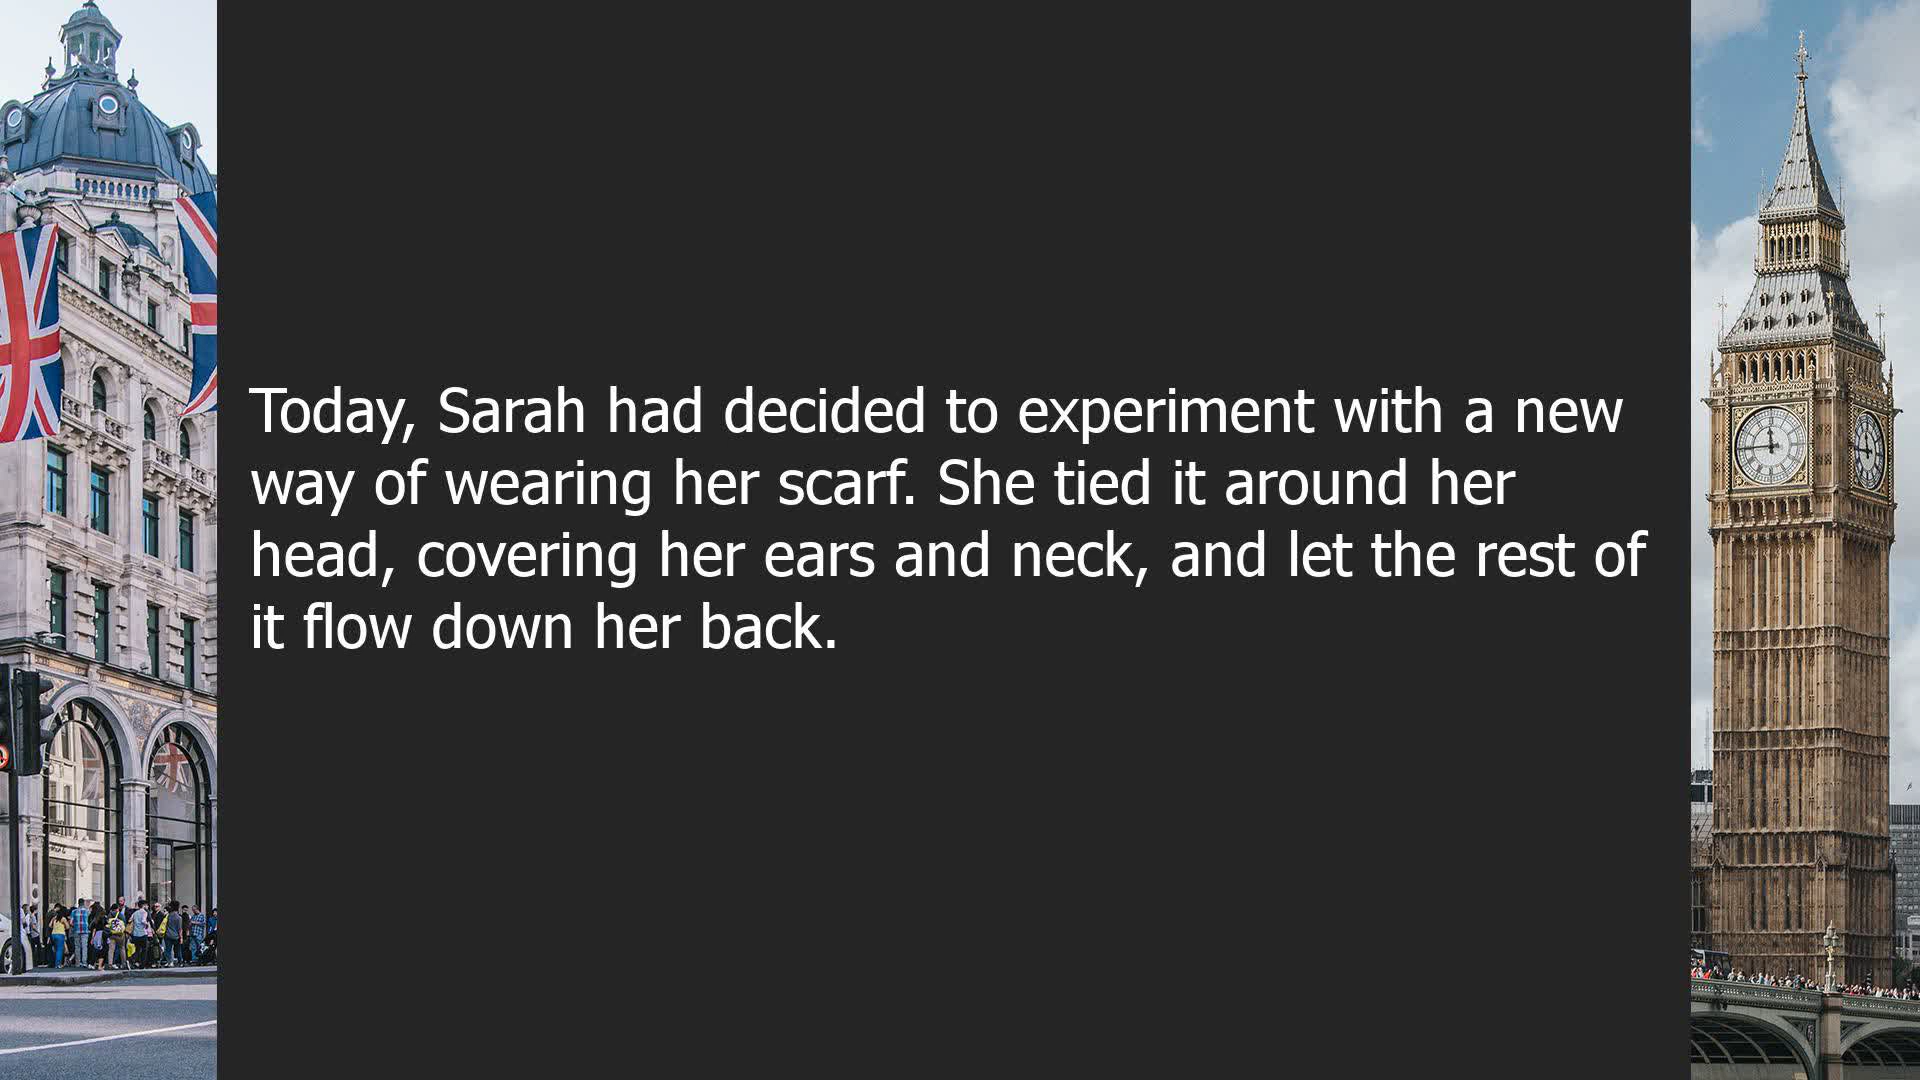 Today, Sarah had decided to experiment with a new
way of wearing her scarf. She tied it around her
head, covering her ears and neck, and let the rest of
it flow down her back.